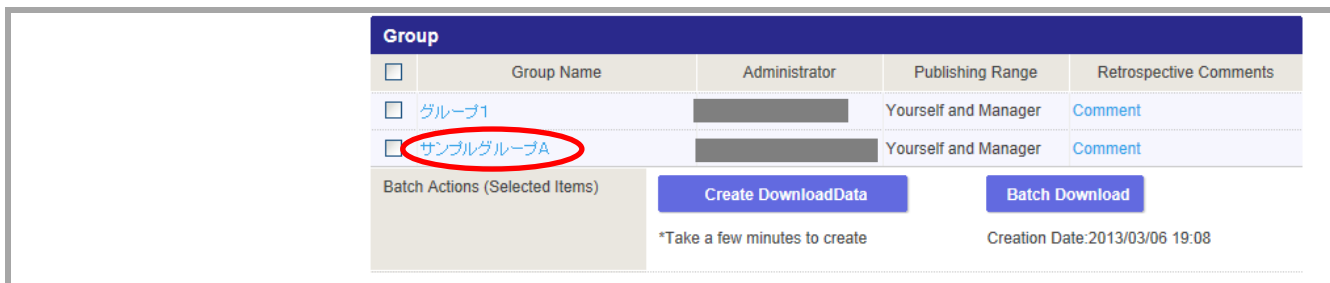 Group
Group Name Administrator Publishing Range Retrospective Comments
グループ1 Yourself and Manager Comment
サンプルグループA Yourself and Manager Comment
Batch Actions (Selected Items) Create DownloadData Batch Download
*Take a few minutes to create Creation Date:2013/03/06 19:08